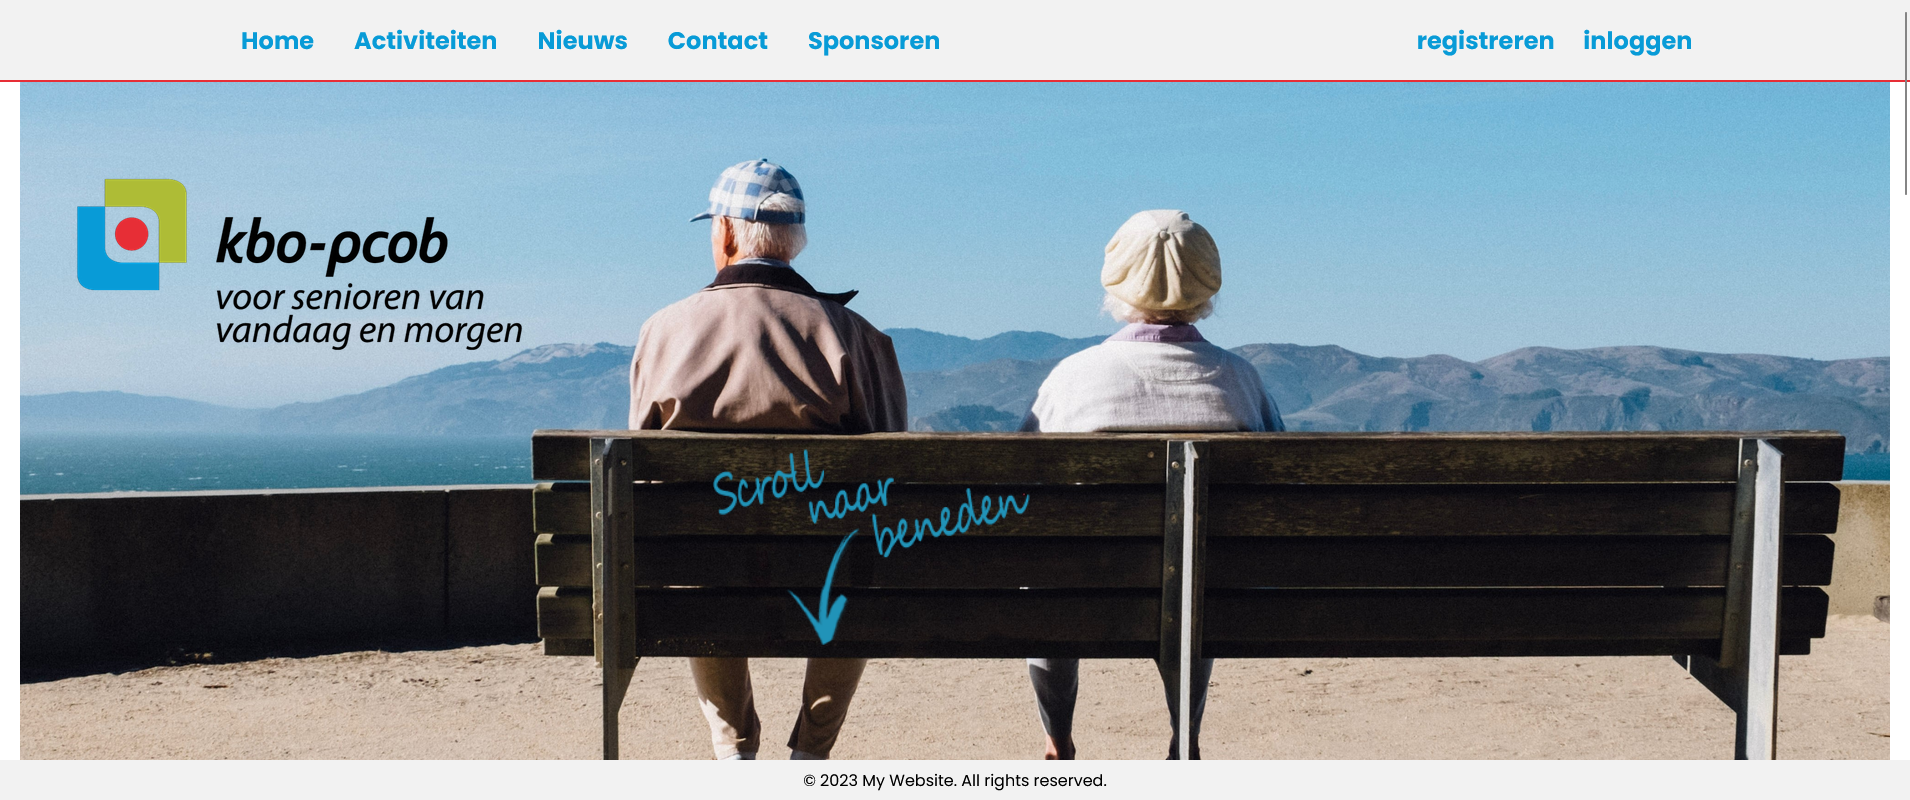 Home Activiteiten Nieuws Contact Sponsoren registreren inloggen
kbo-pcob
voor senioren van
vandaag en morgen
Scroll
naar
beneden
© 2023 My Website. All rights reserved.